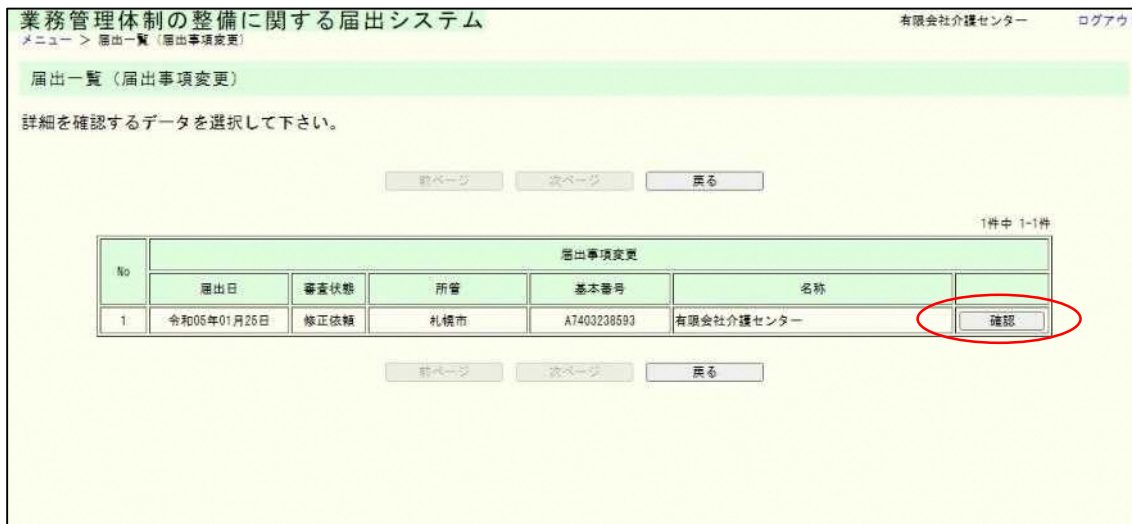 業務管理体制の整備に関する届出システム
有限会社介護センター ログアウ
メニュー > 届出一覧（届出事項変更）
届出一覧（届出事項変更）
詳細を確認するデータを選択して下さい。
前ページ 次ページ 戻る
1件中 1-1件
No 届出事項変更
届出日 審査状態 所管 基本番号 名称
1 令和05年01月25日 修正依頼 札幌市 A7403238593 有限会社介護センター 確認
前ページ 次ページ 戻る